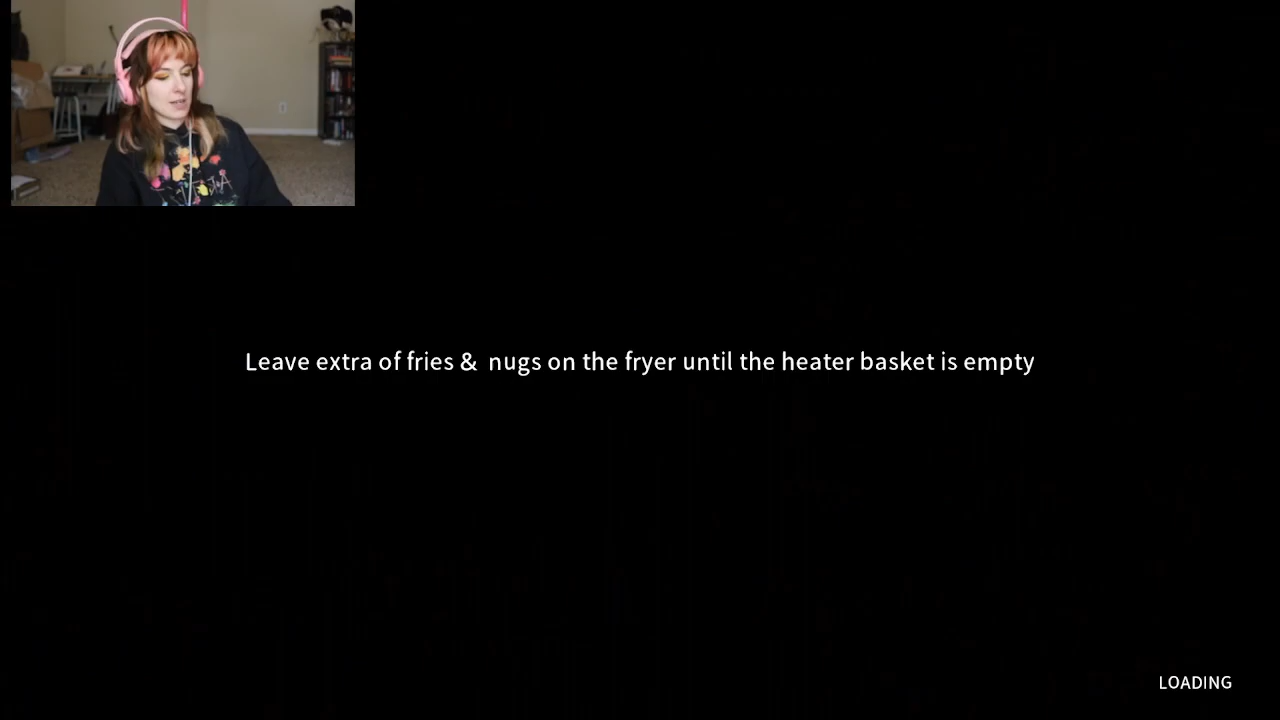 Leave extra of fries & nugs on the fryer until the heater basket is empty
LOADING